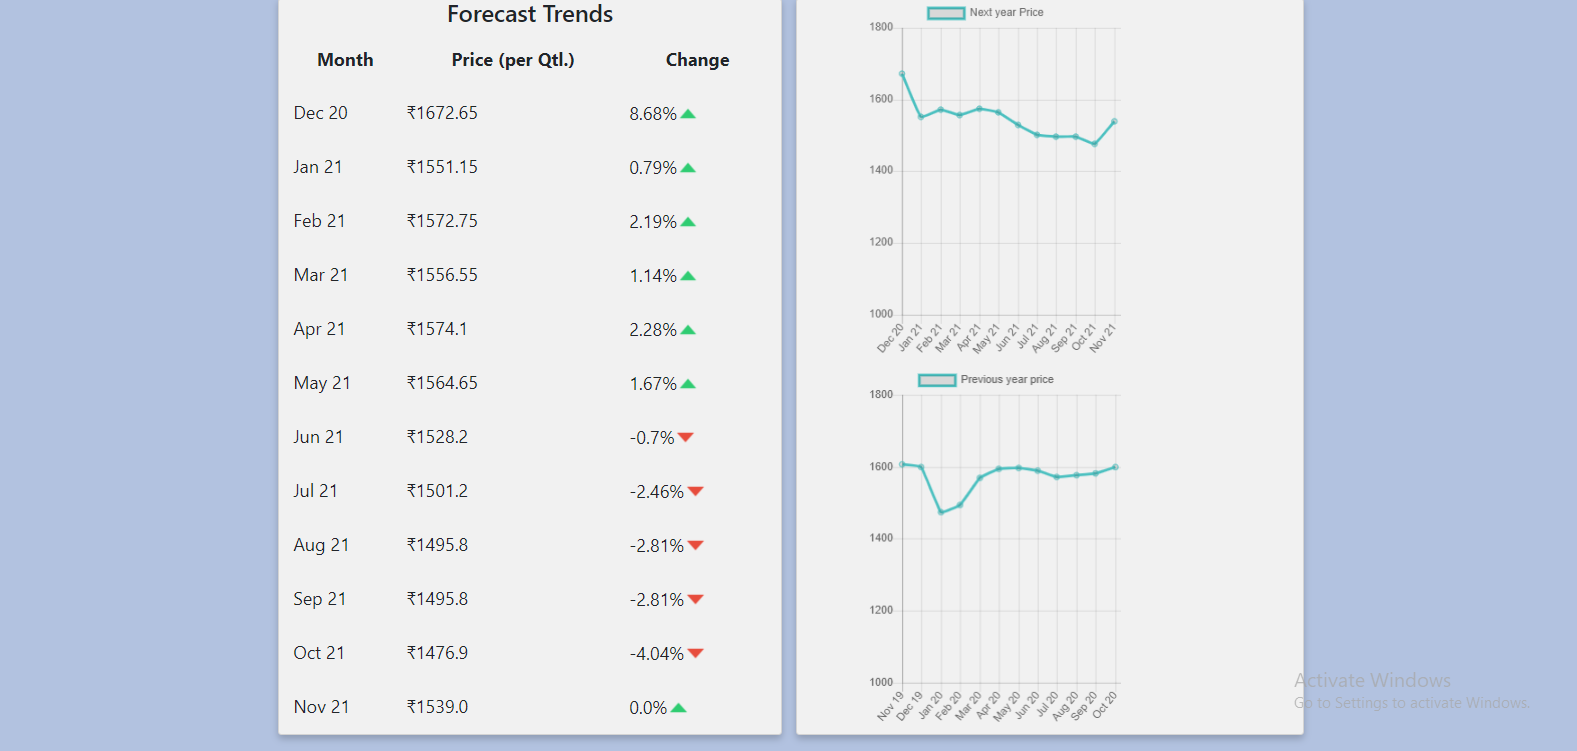 Forecast Trends
Month Price (per Qtl.) Change
Dec 20 ₹1672.65 8.68%
Jan 21 ₹1551.15 0.79%
Feb 21 ₹1572.75 2.19%
Mar 21 ₹1556.55 1.14%
Apr 21 ₹1574.1 2.28%
May 21 ₹1564.65 1.67%
Jun 21 ₹1528.2 -0.7%
Jul 21 ₹1501.2 -2.46%
Aug 21 ₹1495.8 -2.81%
Sep 21 ₹1495.8 -2.81%
Oct 21 ₹1476.9 -4.04%
Nov 21 ₹1539.0 0.0%
Next year Price
1800
1600
1400
1200
1000
Dec 20 Jan 21 Feb 21 Mar 21 Apr 21 May 21 Jun 21 Jul 21 Aug 21 Sep 21 Oct 21 Nov 21
Previous year price
1800
1600
1400
1200
1000
Nov 19 Dec 19 Jan 20 Feb 20 Mar 20 Apr 20 May 20 Jun 20 Jul 20 Aug 20 Sep 20 Oct 20
Activate Windows
Go to Settings to activate Windows.